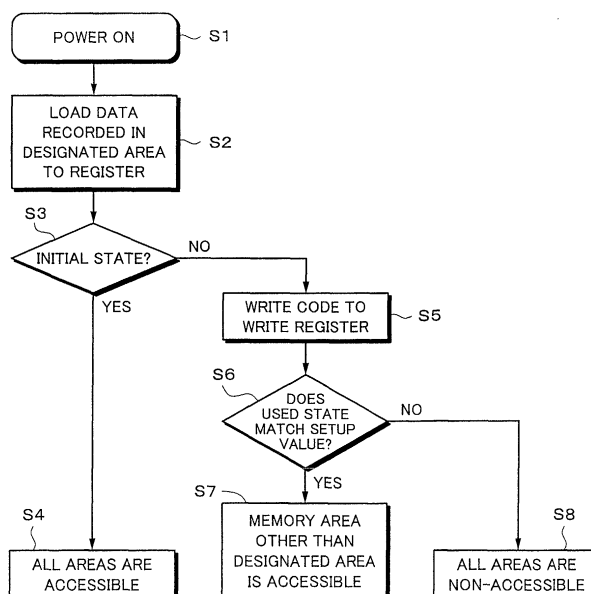 POWER ON
S1
LOAD DATA
RECORDED IN
DESIGNATED AREA
TO REGISTER
S2
S3
INITIAL STATE?
NO
YES
WRITE CODE TO
WRITE REGISTER
S5
S6
DOES
USED STATE
MATCH SETUP
VALUE?
NO
YES
S4
ALL AREAS ARE
ACCESSIBLE
S7
MEMORY AREA
OTHER THAN
DESIGNATED AREA
IS ACCESSIBLE
S8
ALL AREAS ARE
NON-ACCESSIBLE